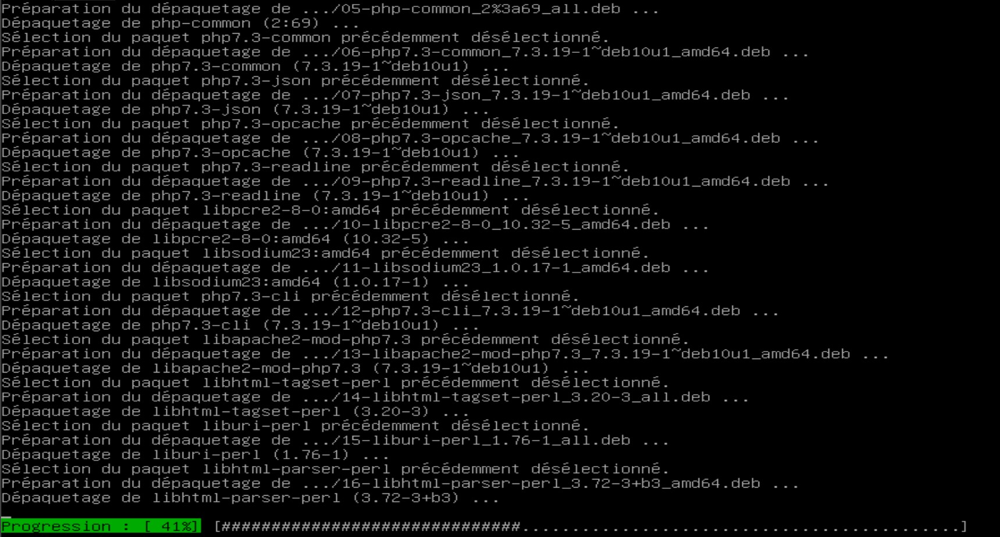 Préparation du dépaquetage de .../05-php-common_2%3a69_all.deb ...
Dépaquetage de php-common (2:69) ...
Sélection du paquet php7.3-common précédemment désélectionné.
Préparation du dépaquetage de .../06-php7.3-common_7.3.19-1~deb10u1_amd64.deb ...
Dépaquetage de php7.3-common (7.3.19-1~deb10u1) ...
Sélection du paquet php7.3-json précédemment désélectionné.
Préparation du dépaquetage de .../07-php7.3-json_7.3.19-1~deb10u1_amd64.deb ...
Dépaquetage de php7.3-json (7.3.19-1~deb10u1) ...
Sélection du paquet php7.3-opcache précédemment désélectionné.
Préparation du dépaquetage de .../08-php7.3-opcache_7.3.19-1~deb10u1_amd64.deb ...
Dépaquetage de php7.3-opcache (7.3.19-1~deb10u1) ...
Sélection du paquet php7.3-readline précédemment désélectionné.
Préparation du dépaquetage de .../09-php7.3-readline_7.3.19-1~deb10u1_amd64.deb ...
Dépaquetage de php7.3-readline (7.3.19-1~deb10u1) ...
Sélection du paquet libpcre2-8-0:amd64 précédemment désélectionné.
Préparation du dépaquetage de .../10-libpcre2-8-0_10.32-5_amd64.deb ...
Dépaquetage de libpcre2-8-0:amd64 (10.32-5) ...
Sélection du paquet libsodium23:amd64 précédemment désélectionné.
Préparation du dépaquetage de .../11-libsodium23_1.0.17-1_amd64.deb ...
Dépaquetage de libsodium23:amd64 (1.0.17-1) ...
Sélection du paquet php7.3-cli précédemment désélectionné.
Préparation du dépaquetage de .../12-php7.3-cli_7.3.19-1~deb10u1_amd64.deb ...
Dépaquetage de php7.3-cli (7.3.19-1~deb10u1) ...
Sélection du paquet libapache2-mod-php7.3 précédemment désélectionné.
Préparation du dépaquetage de .../13-libapache2-mod-php7.3_7.3.19-1~deb10u1_amd64.deb ...
Dépaquetage de libapache2-mod-php7.3 (7.3.19-1~deb10u1) ...
Sélection du paquet libhtml-tagset-perl précédemment désélectionné.
Préparation du dépaquetage de .../14-libhtml-tagset-perl_3.20-3_all.deb ...
Dépaquetage de libhtml-tagset-perl (3.20-3) ...
Sélection du paquet liburi-perl précédemment désélectionné.
Préparation du dépaquetage de .../15-liburi-perl_1.76-1_all.deb ...
Dépaquetage de liburi-perl (1.76-1) ...
Sélection du paquet libhtml-parser-perl précédemment désélectionné.
Préparation du dépaquetage de .../16-libhtml-parser-perl_3.72-3+b3_amd64.deb ...
Dépaquetage de libhtml-parser-perl (3.72-3+b3) ...
Progression : [ 41%] [##############################............................................]